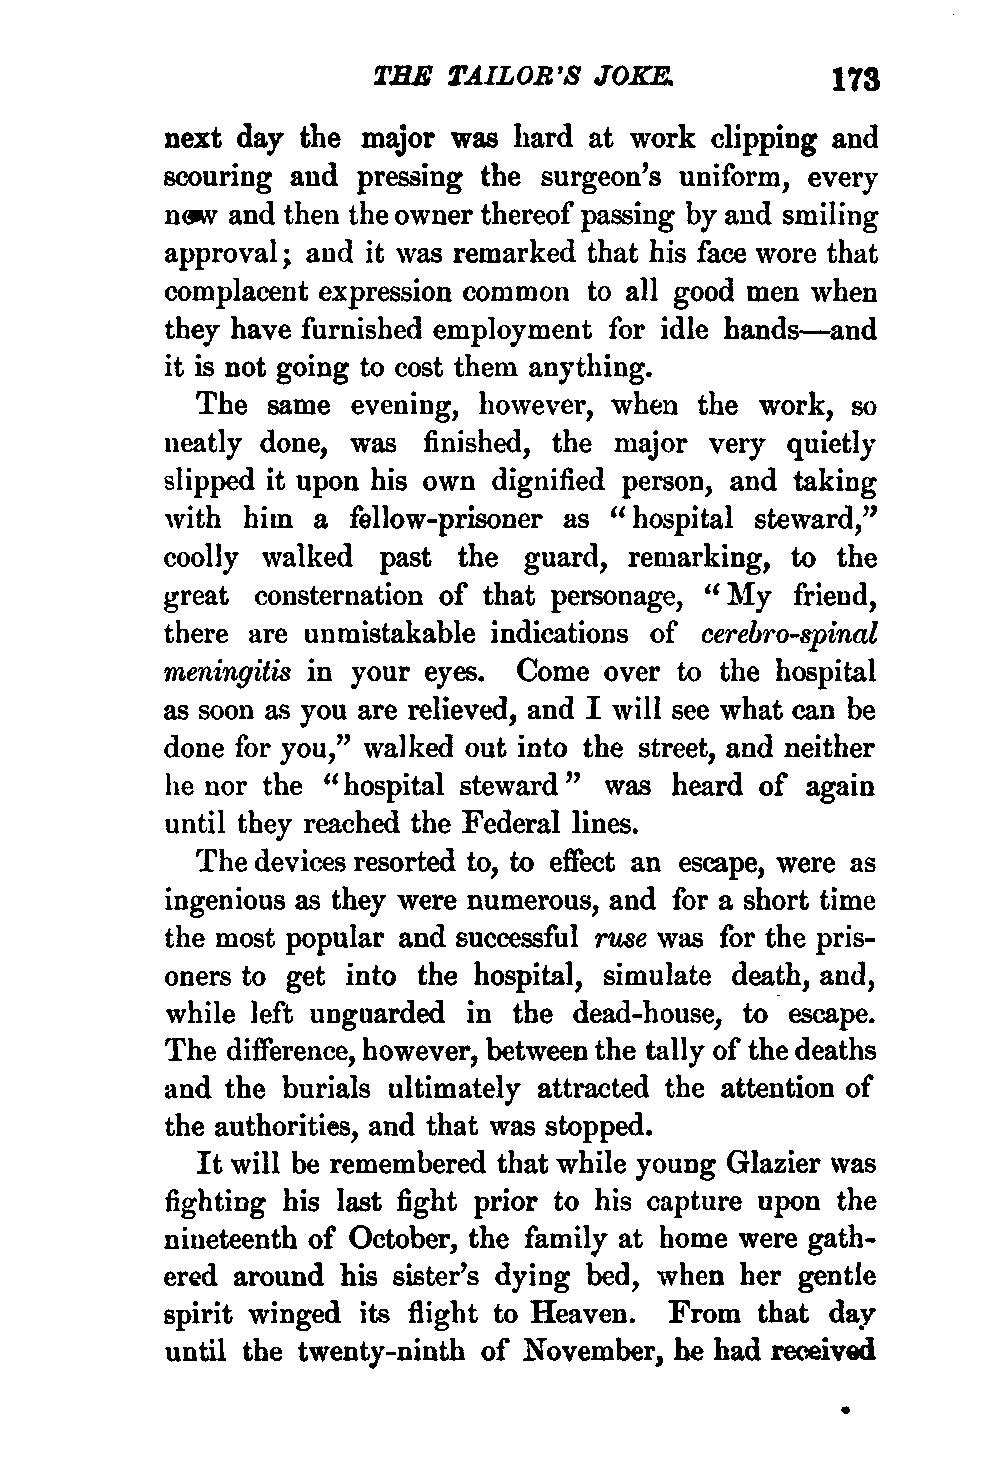 THE TAILOR'S JOKE. 173
next day the major was hard at work clipping and
scouring and pressing the surgeon's uniform, every
now and then the owner thereof passing by and smiling
approval; and it was remarked that his face wore that
complacent expression common to all good men when
they have furnished employment for idle hands—and
it is not going to cost them anything.
The same evening, however, when the work, so
neatly done, was finished, the major very quietly
slipped it upon his own dignified person, and taking
with him a fellow-prisoner as "hospital steward,"
coolly walked past the guard, remarking, to the
great consternation of that personage, "My friend,
there are unmistakable indications of cerebro-spinal
meningitis in your eyes. Come over to the hospital
as soon as you are relieved, and I will see what can be
done for you," walked out into the street, and neither
he nor the "hospital steward" was heard of again
until they reached the Federal lines.
The devices resorted to, to effect an escape, were as
ingenious as they were numerous, and for a short time
the most popular and successful ruse was for the pris-
oners to get into the hospital, simulate death, and,
while left unguarded in the dead-house, to escape.
The difference, however, between the tally of the deaths
and the burials ultimately attracted the attention of
the authorities, and that was stopped.
It will be remembered that while young Glazier was
fighting his last fight prior to his capture upon the
nineteenth of October, the family at home were gath-
ered around his sister's dying bed, when her gentle
spirit winged its flight to Heaven. From that day
until the twenty-ninth of November, he had received